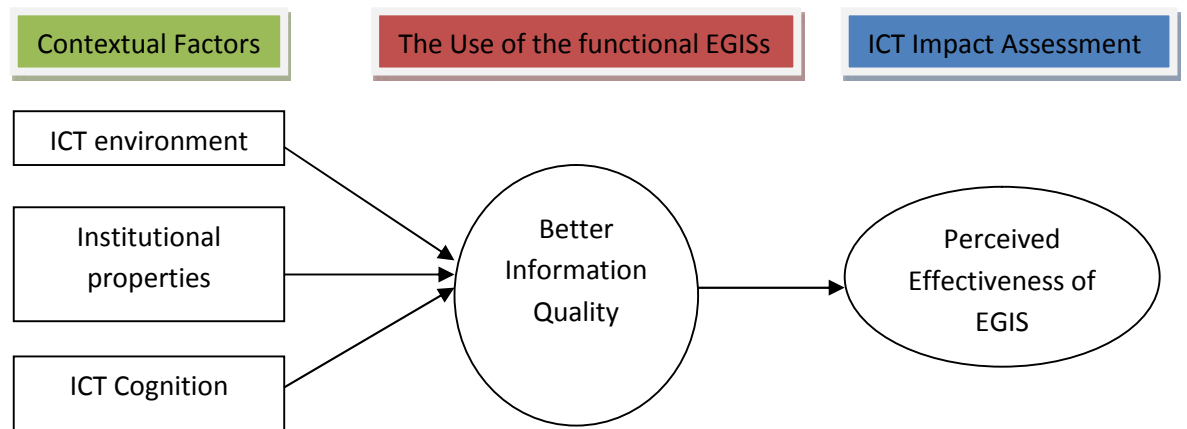 Contextual Factors
The Use of the functional EGISs
ICT Impact Assessment
ICT environment
Institutional
properties
ICT Cognition
Better
Information
Quality
Perceived
Effectiveness of
EGIS